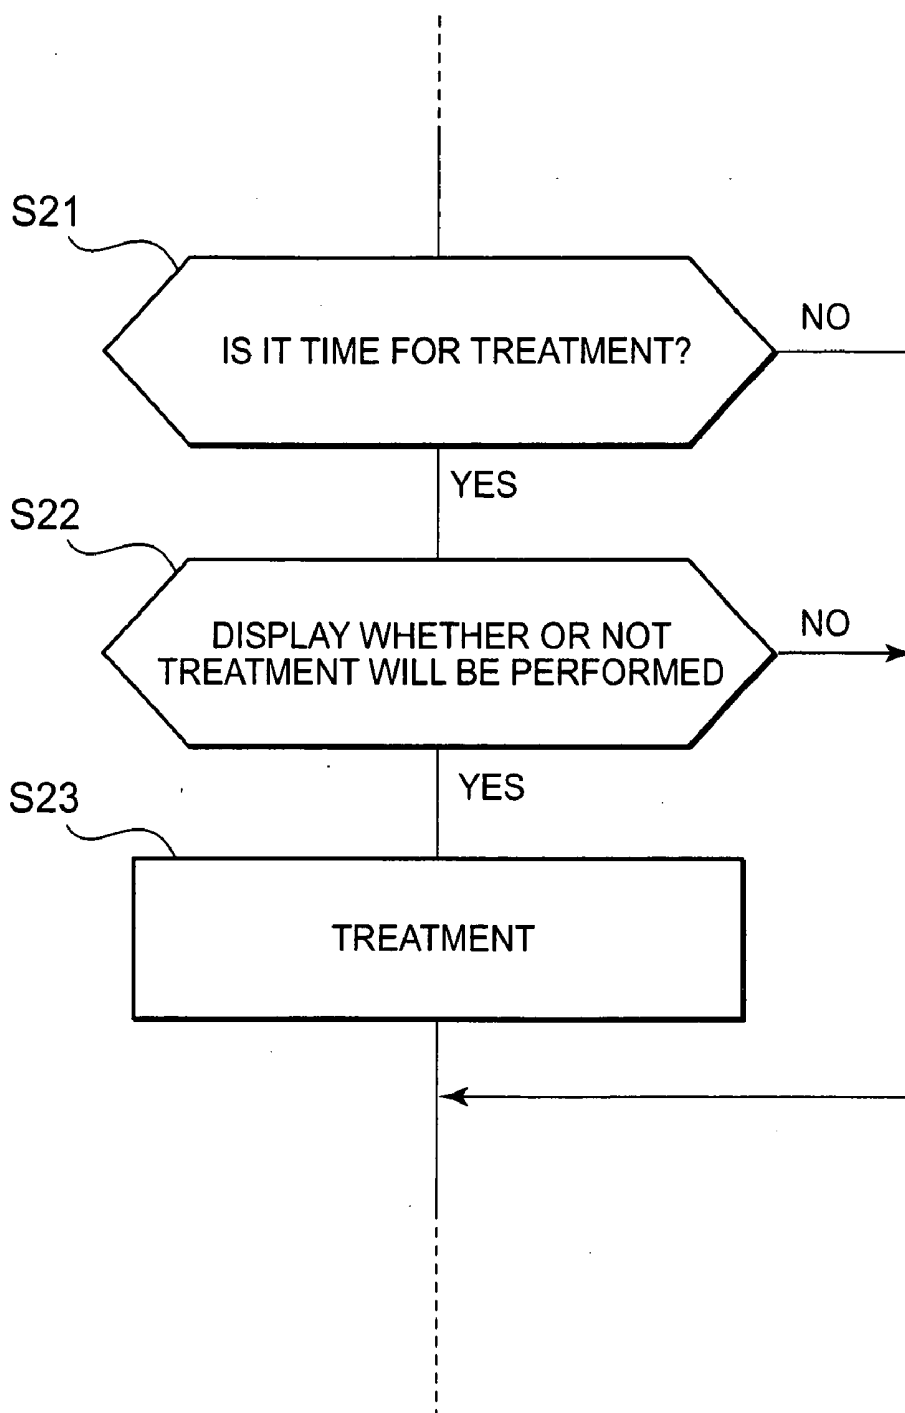 S21
IS IT TIME FOR TREATMENT?
NO
YES
S22
DISPLAY WHETHER OR NOT
TREATMENT WILL BE PERFORMED
NO
YES
S23
TREATMENT